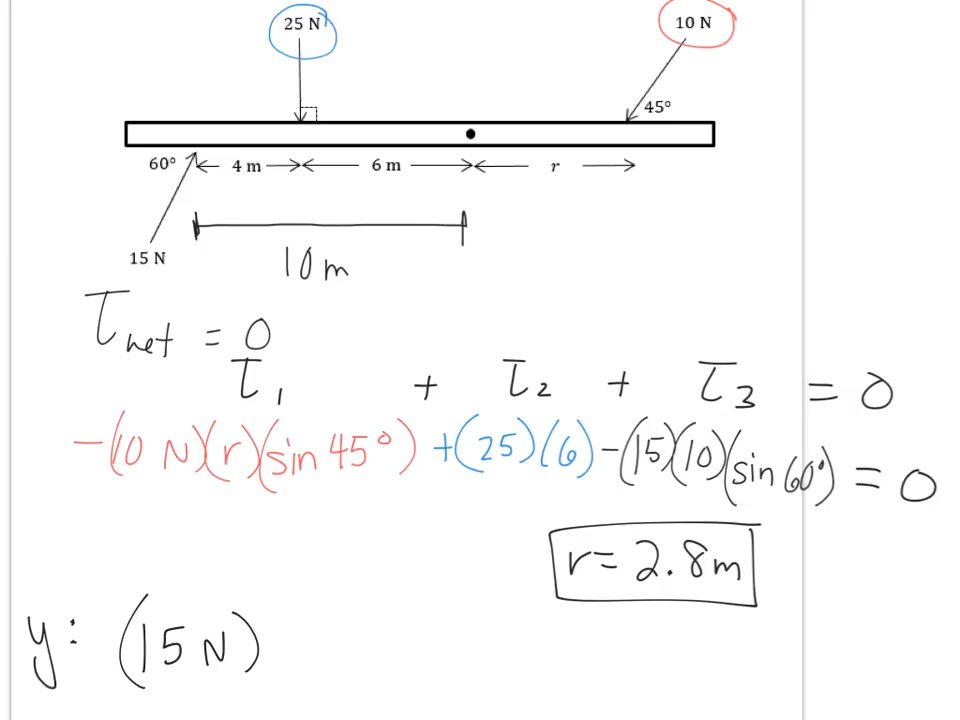 25 N 10 N
45°
60° 4 m 6 m r
15 N
10 m
τnet = 0
τ1 + τ2 + τ3 = 0
-(10 N)(r)(sin 45°) +(25)(6) -(15)(10)(sin 60°) = 0
r = 2.8 m
y: (15 N)